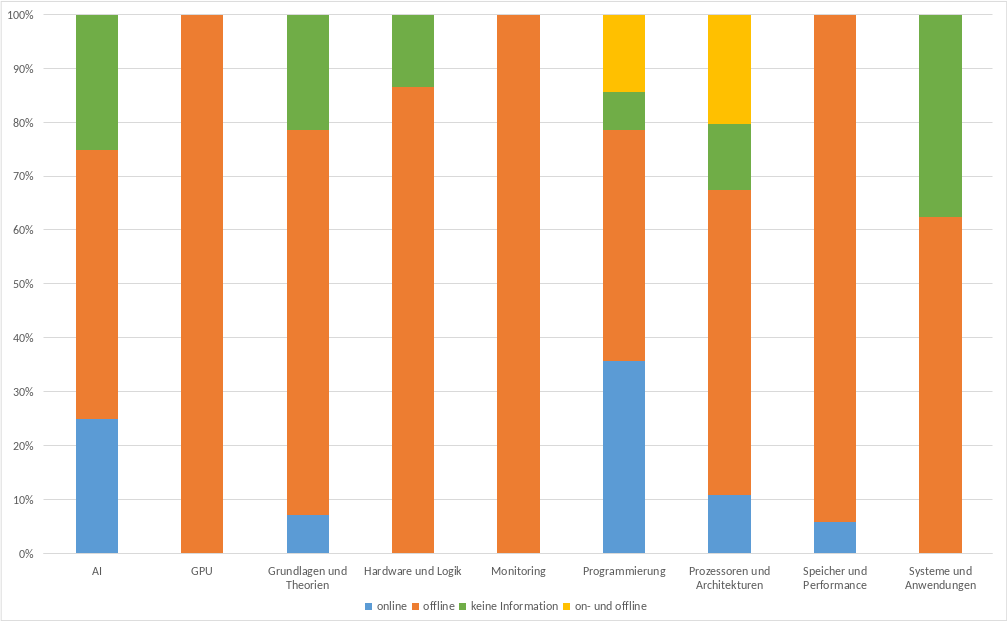 100%
90%
80%
70%
60%
50%
40%
30%
20%
10%
0%
AI
GPU
Grundlagen und
Theorien
Hardware und Logik
Monitoring
Programmierung
Prozessoren und
Architekturen
Speicher und
Performance
Systeme und
Anwendungen
online offline keine Information on- und offline